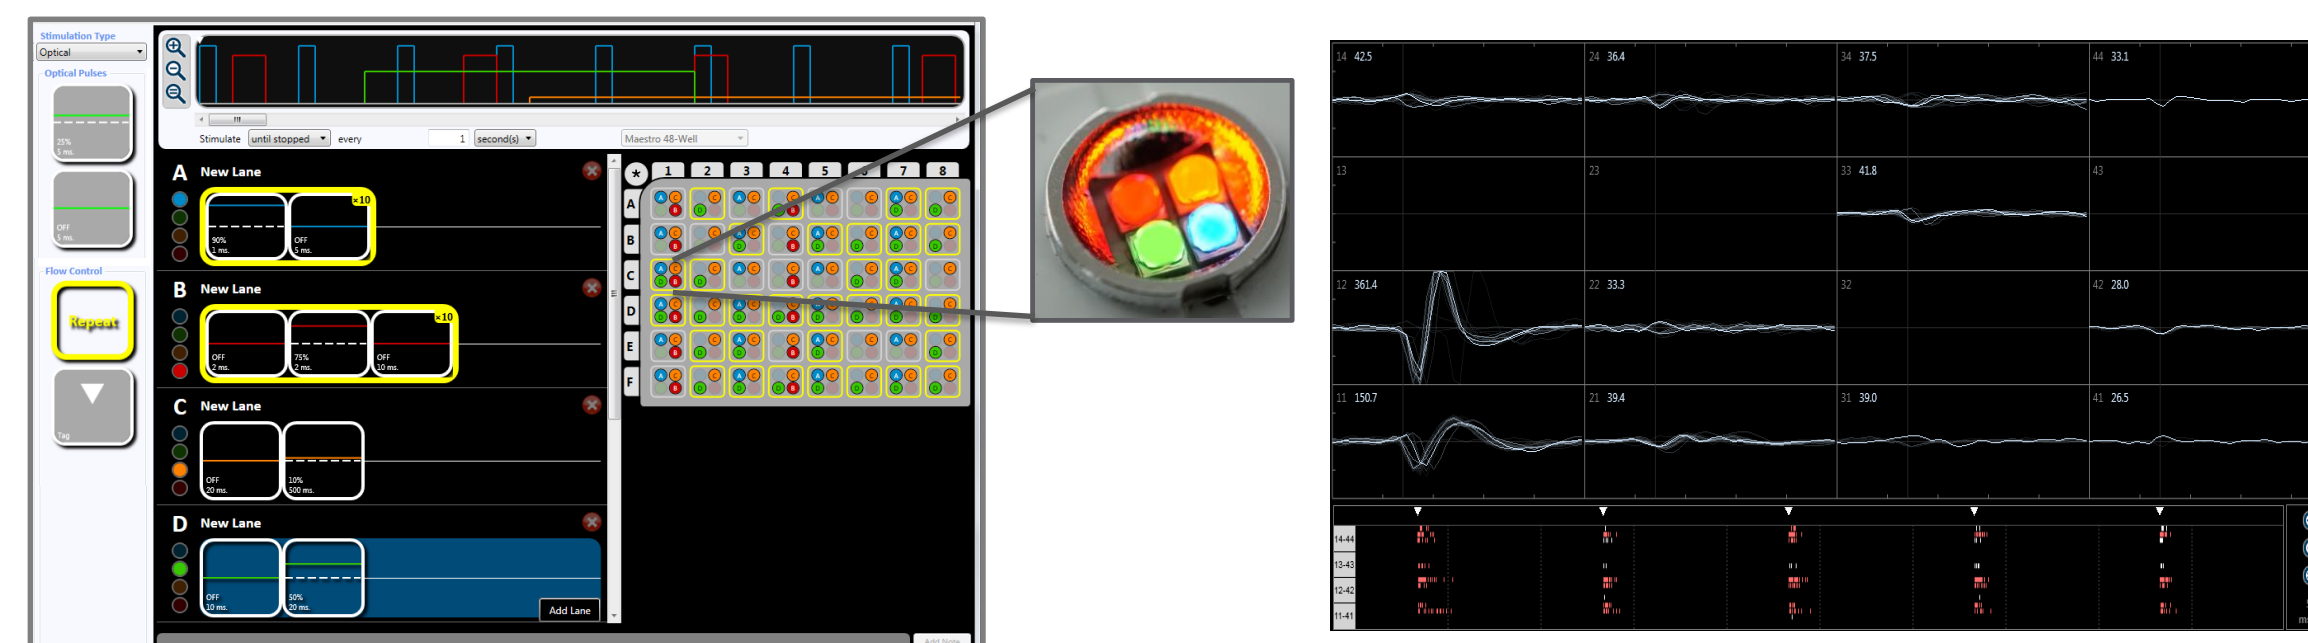 Stimulation Type
Optical
Optical Pulses
25%
5 ms.
OFF
5 ms.
Flow Control
Repeat
Tag
Stimulate until stopped every 1 second(s)
Maestro 48-Well
A New Lane
×10
90%
1 ms.
OFF
5 ms.
B New Lane
×10
OFF
2 ms.
75%
2 ms.
OFF
10 ms.
C New Lane
OFF
20 ms.
10%
500 ms.
D New Lane
OFF
10 ms.
50%
20 ms.
Add Lane
Add Note
* 1 2 3 4 5 6 7 8
A
B
C
D
E
F
14 42.5 24 36.4 34 37.5 44 33.1
13 23 33 41.8 43
12 361.4 22 33.3 32 42 28.0
11 150.7 21 39.4 31 39.0 41 26.5
14-44
13-43
12-42
11-41